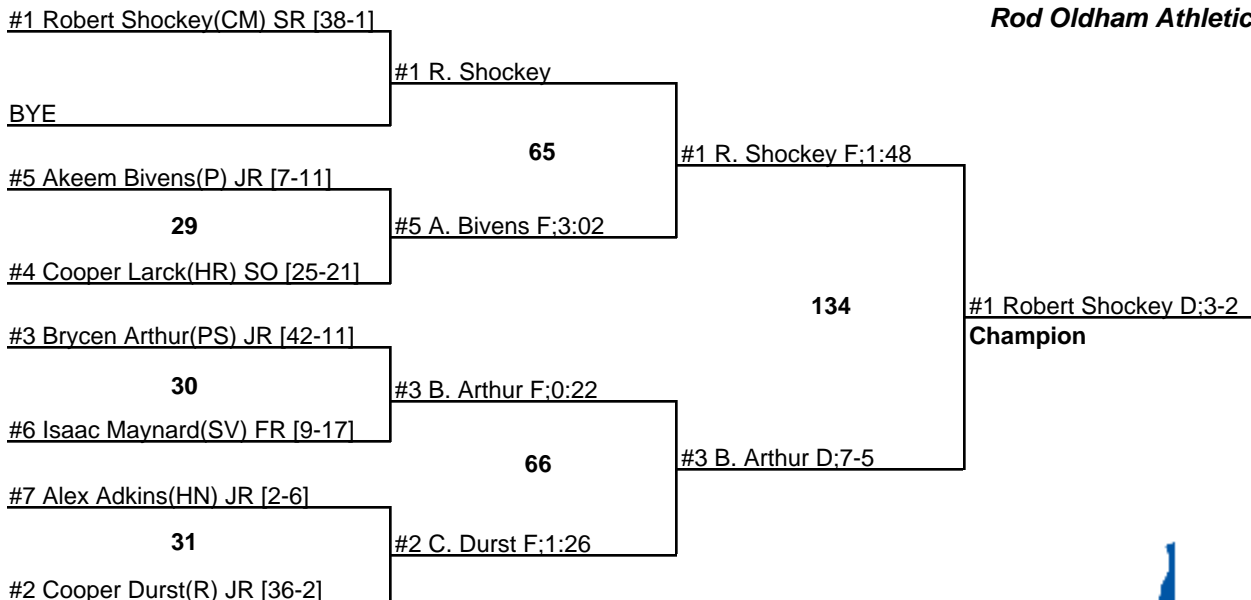 #1 Robert Shockey(CM) SR [38-1]
Rod Oldham Athletic
#1 R. Shockey
BYE
65
#1 R. Shockey F;1:48
#5 Akeem Bivens(P) JR [7-11]
29
#5 A. Bivens F;3:02
#4 Cooper Larck(HR) SO [25-21]
134
#1 Robert Shockey D;3-2
Champion
#3 Brycen Arthur(PS) JR [42-11]
30
#3 B. Arthur F;0:22
#6 Isaac Maynard(SV) FR [9-17]
66
#3 B. Arthur D;7-5
#7 Alex Adkins(HN) JR [2-6]
31
#2 C. Durst F;1:26
#2 Cooper Durst(R) JR [36-2]